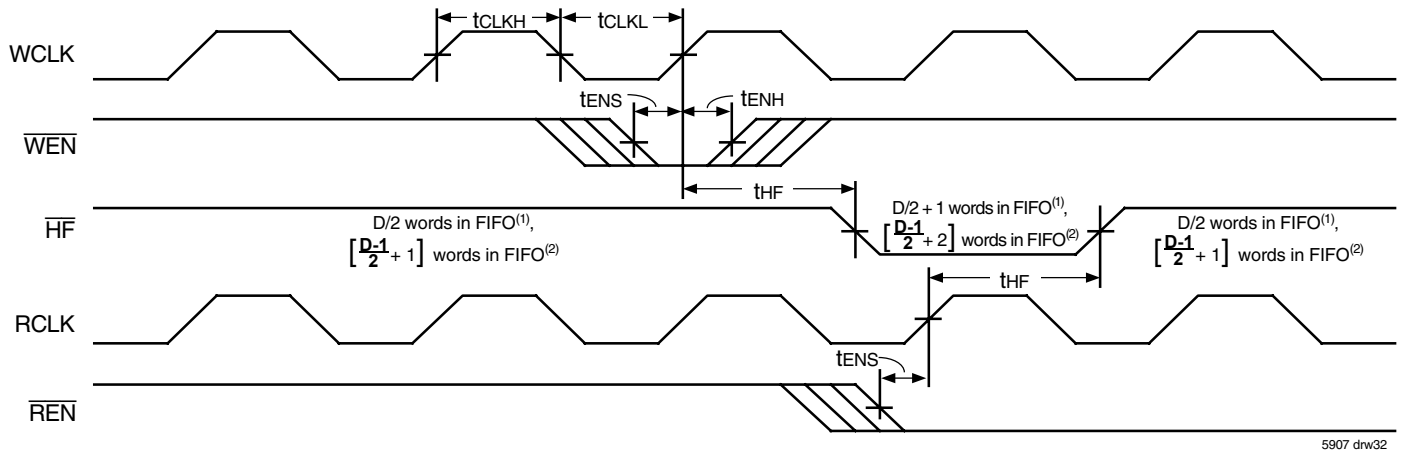 tCLKH
tCLKL
WCLK
tENS
tENH
WEN
tHF
HF
D/2 words in FIFO(1),
[D-1/2 + 1] words in FIFO(2)
D/2 + 1 words in FIFO(1),
[D-1/2 + 2] words in FIFO(2)
D/2 words in FIFO(1),
[D-1/2 + 1] words in FIFO(2)
tHF
RCLK
tENS
REN
5907 drw32